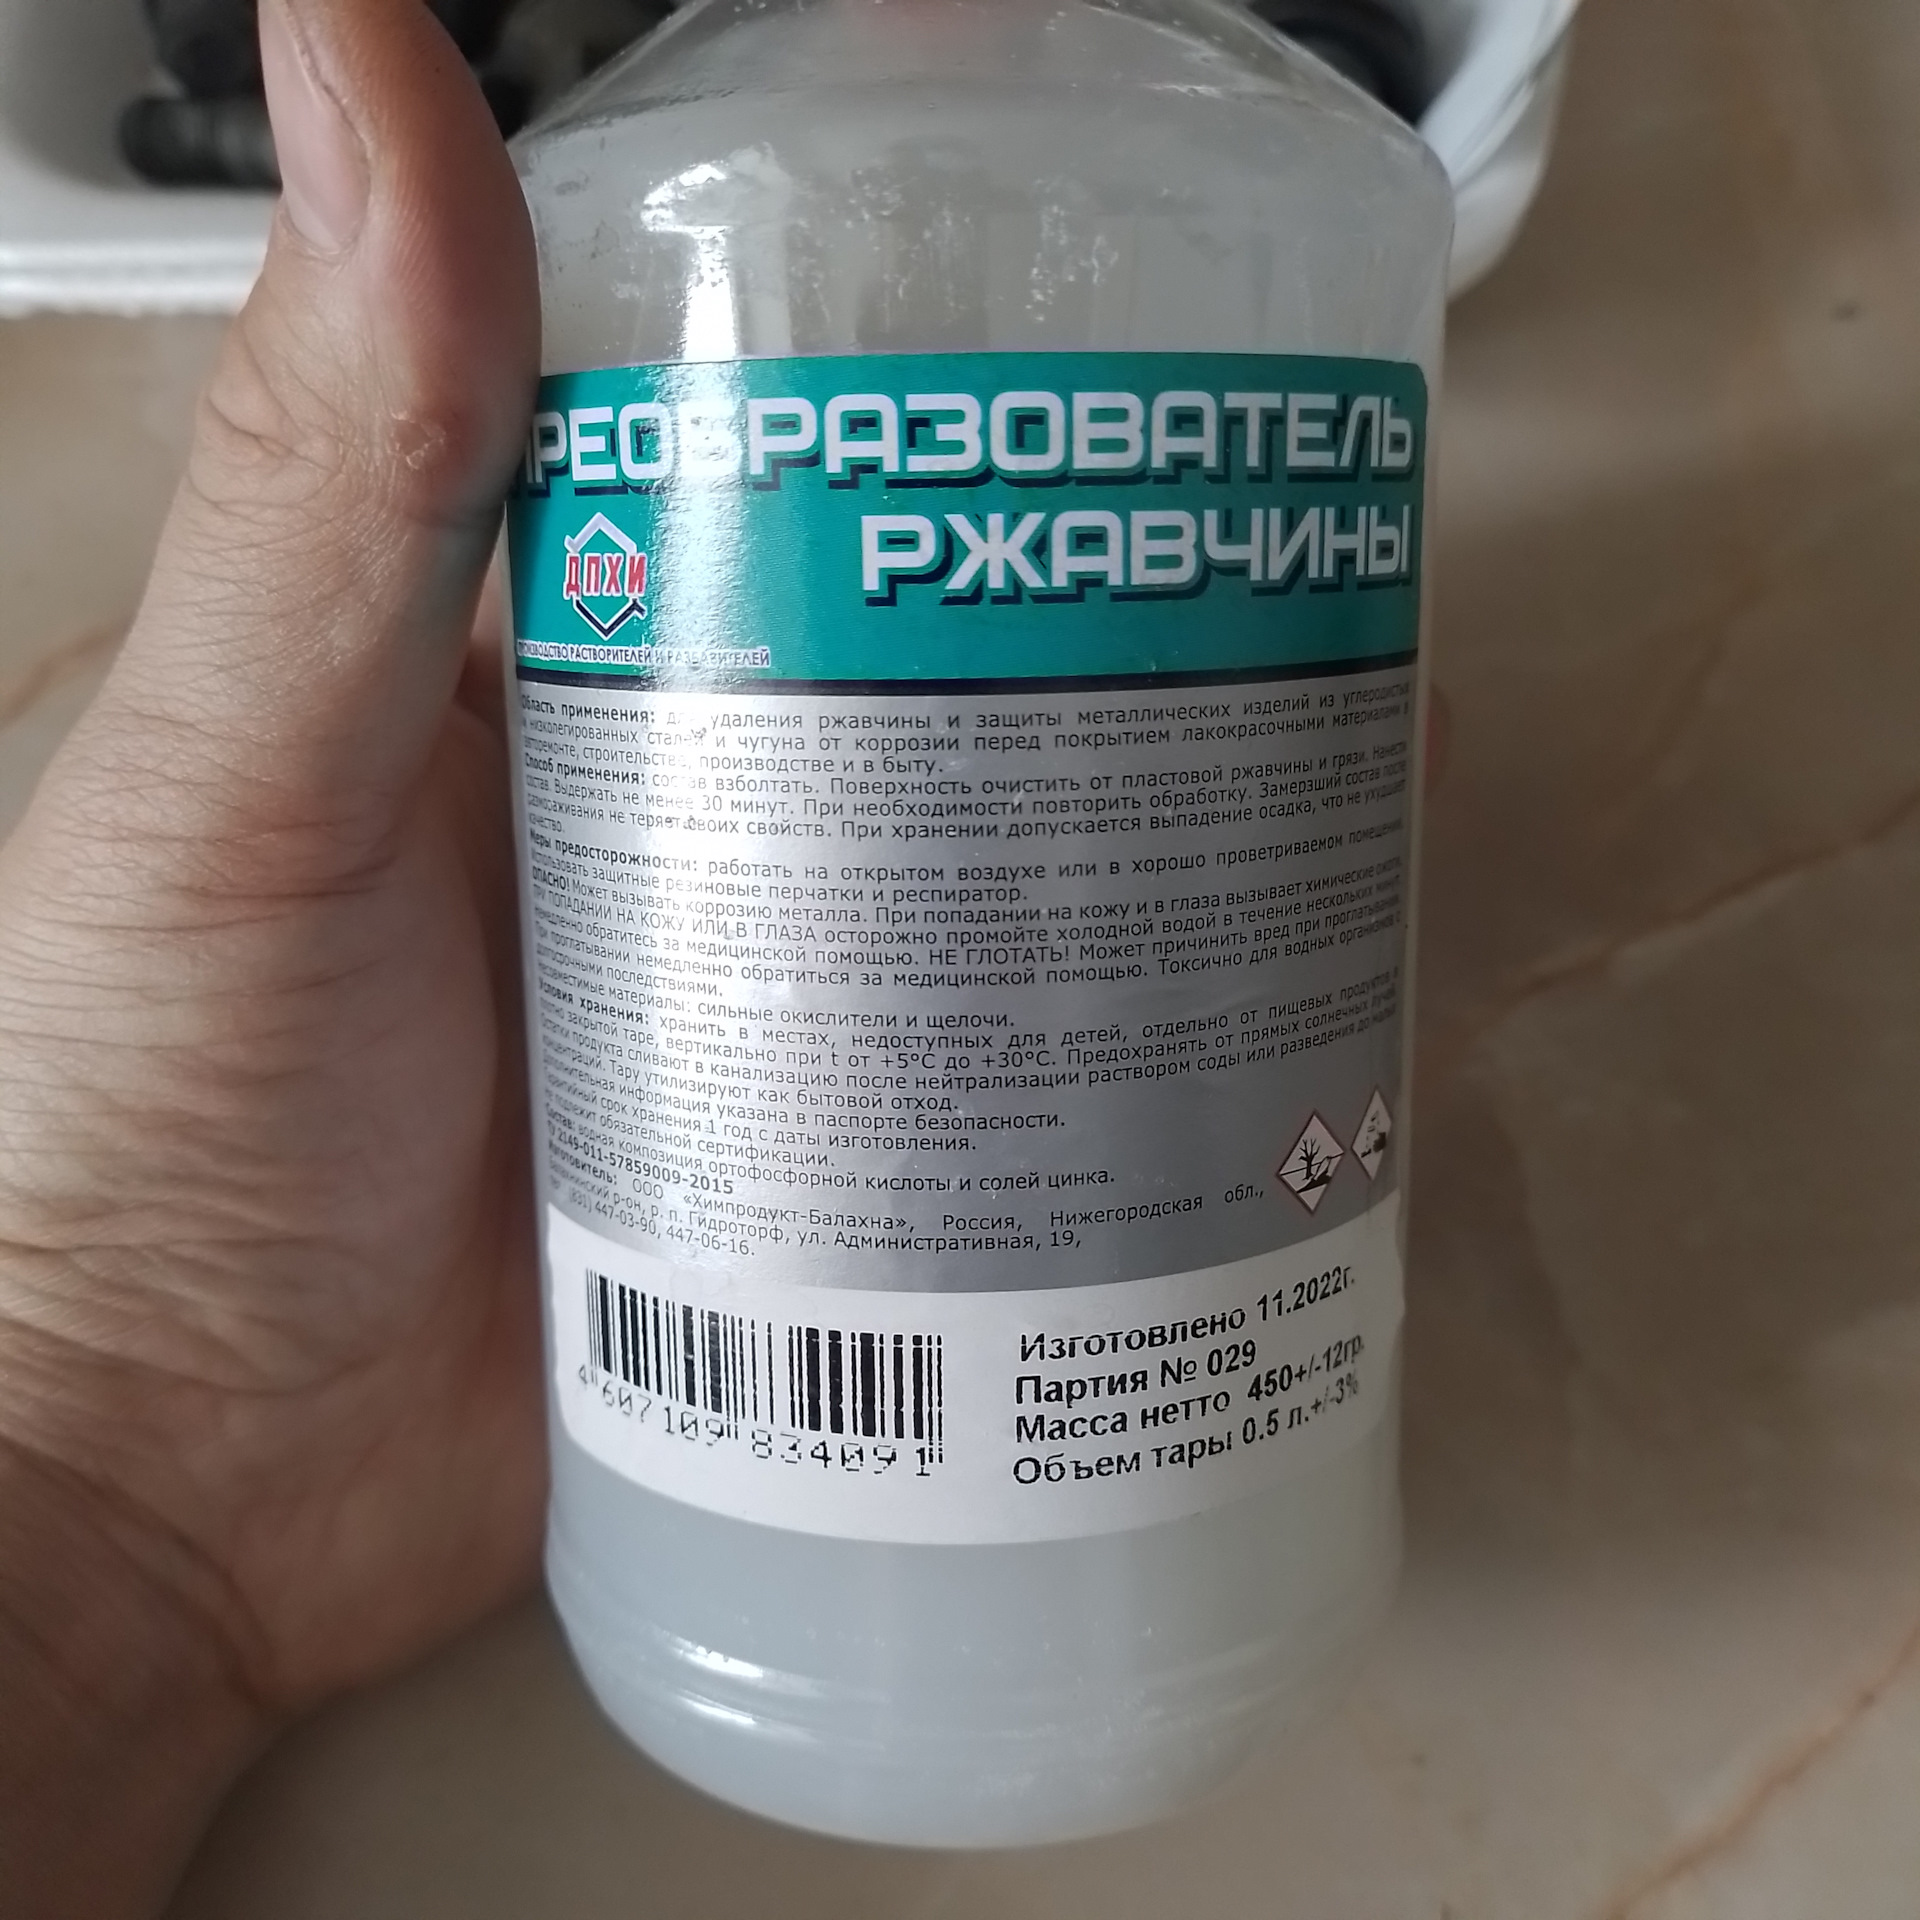 ПРЕОБРАЗОВАТЕЛЬ
РЖАВЧИНЫ
ДПХИ
ПРОИЗВОДСТВО РАСТВОРИТЕЛЕЙ И РАЗБАВИТЕЛЕЙ
Область применения: для удаления ржавчины и защиты металлических изделий из углеродистых
и низколегированных сталей и чугуна от коррозии перед покрытием лакокрасочными материалами в
авторемонте, строительстве, производстве и в быту.
Способ применения: состав взболтать. Поверхность очистить от пластовой ржавчины и грязи. Нанести
состав. Выдержать не менее 30 минут. При необходимости повторить обработку. Замерзший состав после
размораживания не теряет своих свойств. При хранении допускается выпадение осадка, что не ухудшает
качество.
Меры предосторожности: работать на открытом воздухе или в хорошо проветриваемом помещении.
Использовать защитные резиновые перчатки и респиратор.
ОПАСНО! Может вызывать коррозию металла. При попадании на кожу и в глаза вызывает химические ожоги.
ПРИ ПОПАДАНИИ НА КОЖУ ИЛИ В ГЛАЗА осторожно промойте холодной водой в течение нескольких минут,
немедленно обратитесь за медицинской помощью. НЕ ГЛОТАТЬ! Может причинить вред при проглатывании.
При проглатывании немедленно обратиться за медицинской помощью. Токсично для водных организмов с
долгосрочными последствиями.
Несовместимые материалы: сильные окислители и щелочи.
Условия хранения: хранить в местах, недоступных для детей, отдельно от пищевых продуктов, в
плотно закрытой таре, вертикально при t от +5°С до +30°С. Предохранять от прямых солнечных лучей.
Остатки продукта сливают в канализацию после нейтрализации раствором соды или разведения до малых
концентраций. Тару утилизируют как бытовой отход.
Дополнительная информация указана в паспорте безопасности.
Гарантийный срок хранения 1 год с даты изготовления.
Не подлежит обязательной сертификации.
Состав: водная композиция ортофосфорной кислоты и солей цинка.
ТУ 2149-011-57859009-2015
Изготовитель: ООО «Химпродукт-Балахна», Россия, Нижегородская обл.,
Балахнинский р-он, р. п. Гидроторф, ул. Административная, 19,
тел. (831) 447-03-90, 447-06-16.
Изготовлено 11.2022г.
Партия № 029
Масса нетто 450+/-12гр.
Объем тары 0.5 л.+/-3%
4 607109 834091